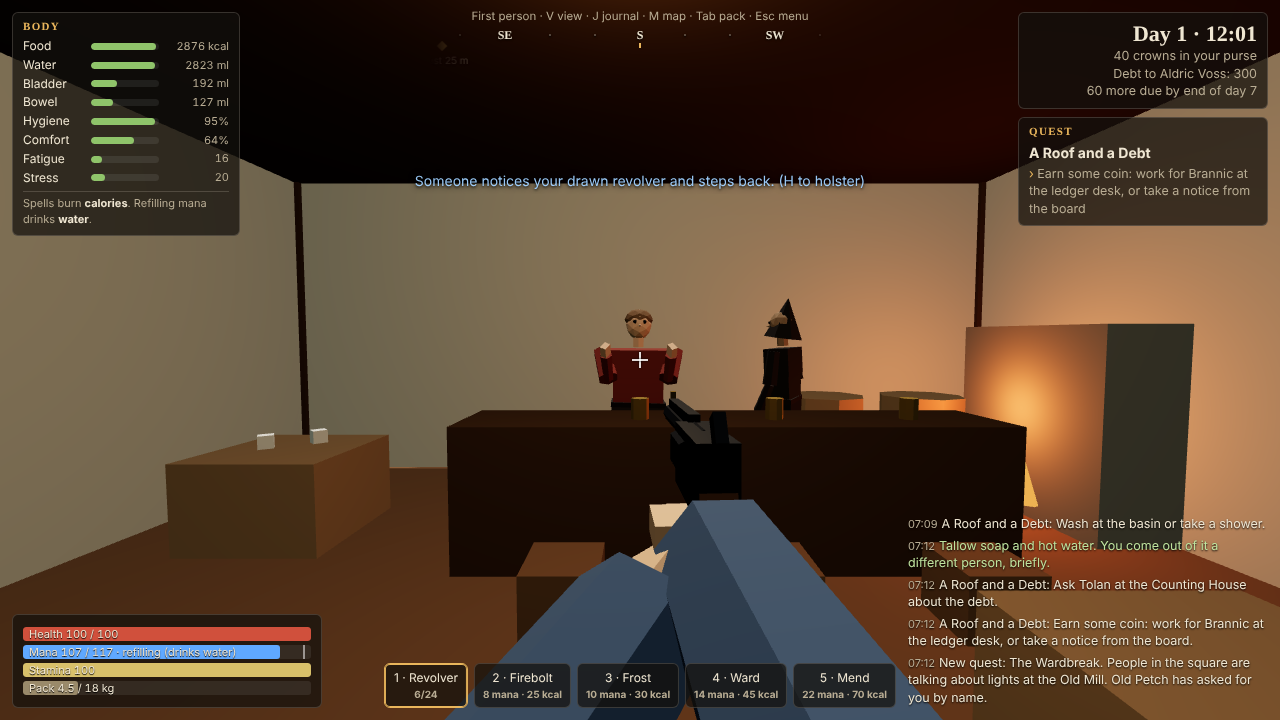 BODY
Food 2876 kcal
Water 2823 ml
Bladder 192 ml
Bowel 127 ml
Hygiene 95%
Comfort 64%
Fatigue 16
Stress 20
Spells burn calories. Refilling mana
drinks water.
First person · V view · J journal · M map · Tab pack · Esc menu
SE S SW
25 m
Someone notices your drawn revolver and steps back. (H to holster)
Day 1 · 12:01
40 crowns in your purse
Debt to Aldric Voss: 300
60 more due by end of day 7
QUEST
A Roof and a Debt
› Earn some coin: work for Brannic at
the ledger desk, or take a notice from
the board
07:09 A Roof and a Debt: Wash at the basin or take a shower.
07:12 Tallow soap and hot water. You come out of it a
different person, briefly.
07:12 A Roof and a Debt: Ask Tolan at the Counting House
about the debt.
07:12 A Roof and a Debt: Earn some coin: work for Brannic at
the ledger desk, or take a notice from the board.
07:12 New quest: The Wardbreak. People in the square are
talking about lights at the Old Mill. Old Petch has asked for
you by name.
Health 100 / 100
Mana 107 / 117 · refilling (drinks water)
Stamina 100
Pack 4.5 / 18 kg
1 · Revolver
6/24
2 · Firebolt
8 mana · 25 kcal
3 · Frost
10 mana · 30 kcal
4 · Ward
14 mana · 45 kcal
5 · Mend
22 mana · 70 kcal